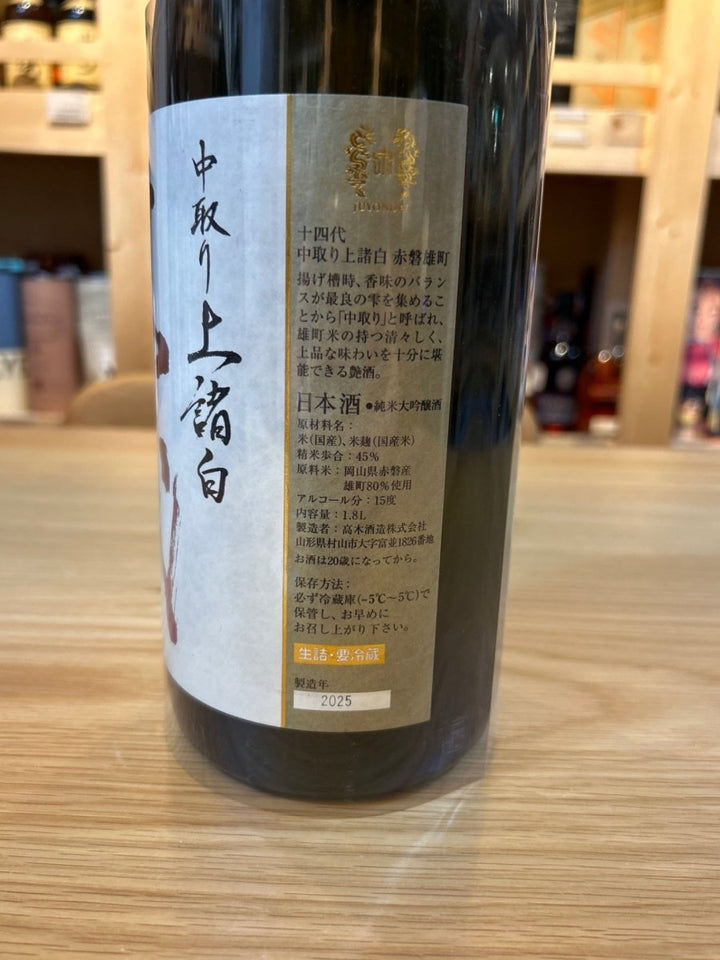 中取り上諸白
JUYONDAI
十四代
中取り上諸白 赤磐雄町
揚げ槽時、香味のバラン
スが最良の雫を集めるこ
とから「中取り」と呼ばれ、
雄町米の持つ清々しく、
上品な味わいを十分に堪
能できる艶酒。
日本酒 ●純米大吟醸酒
原材料名：
米(国産)、米麹(国産米)
精米歩合：45%
原料米：岡山県赤磐産
雄町80%使用
アルコール分：15度
内容量：1.8L
製造者：高木酒造株式会社
山形県村山市大字富並1826番地
お酒は20歳になってから。
保存方法：
必ず冷蔵庫(-5℃～5℃)で
保管し、お早めに
お召し上がり下さい。
生詰・要冷蔵
製造年
2025